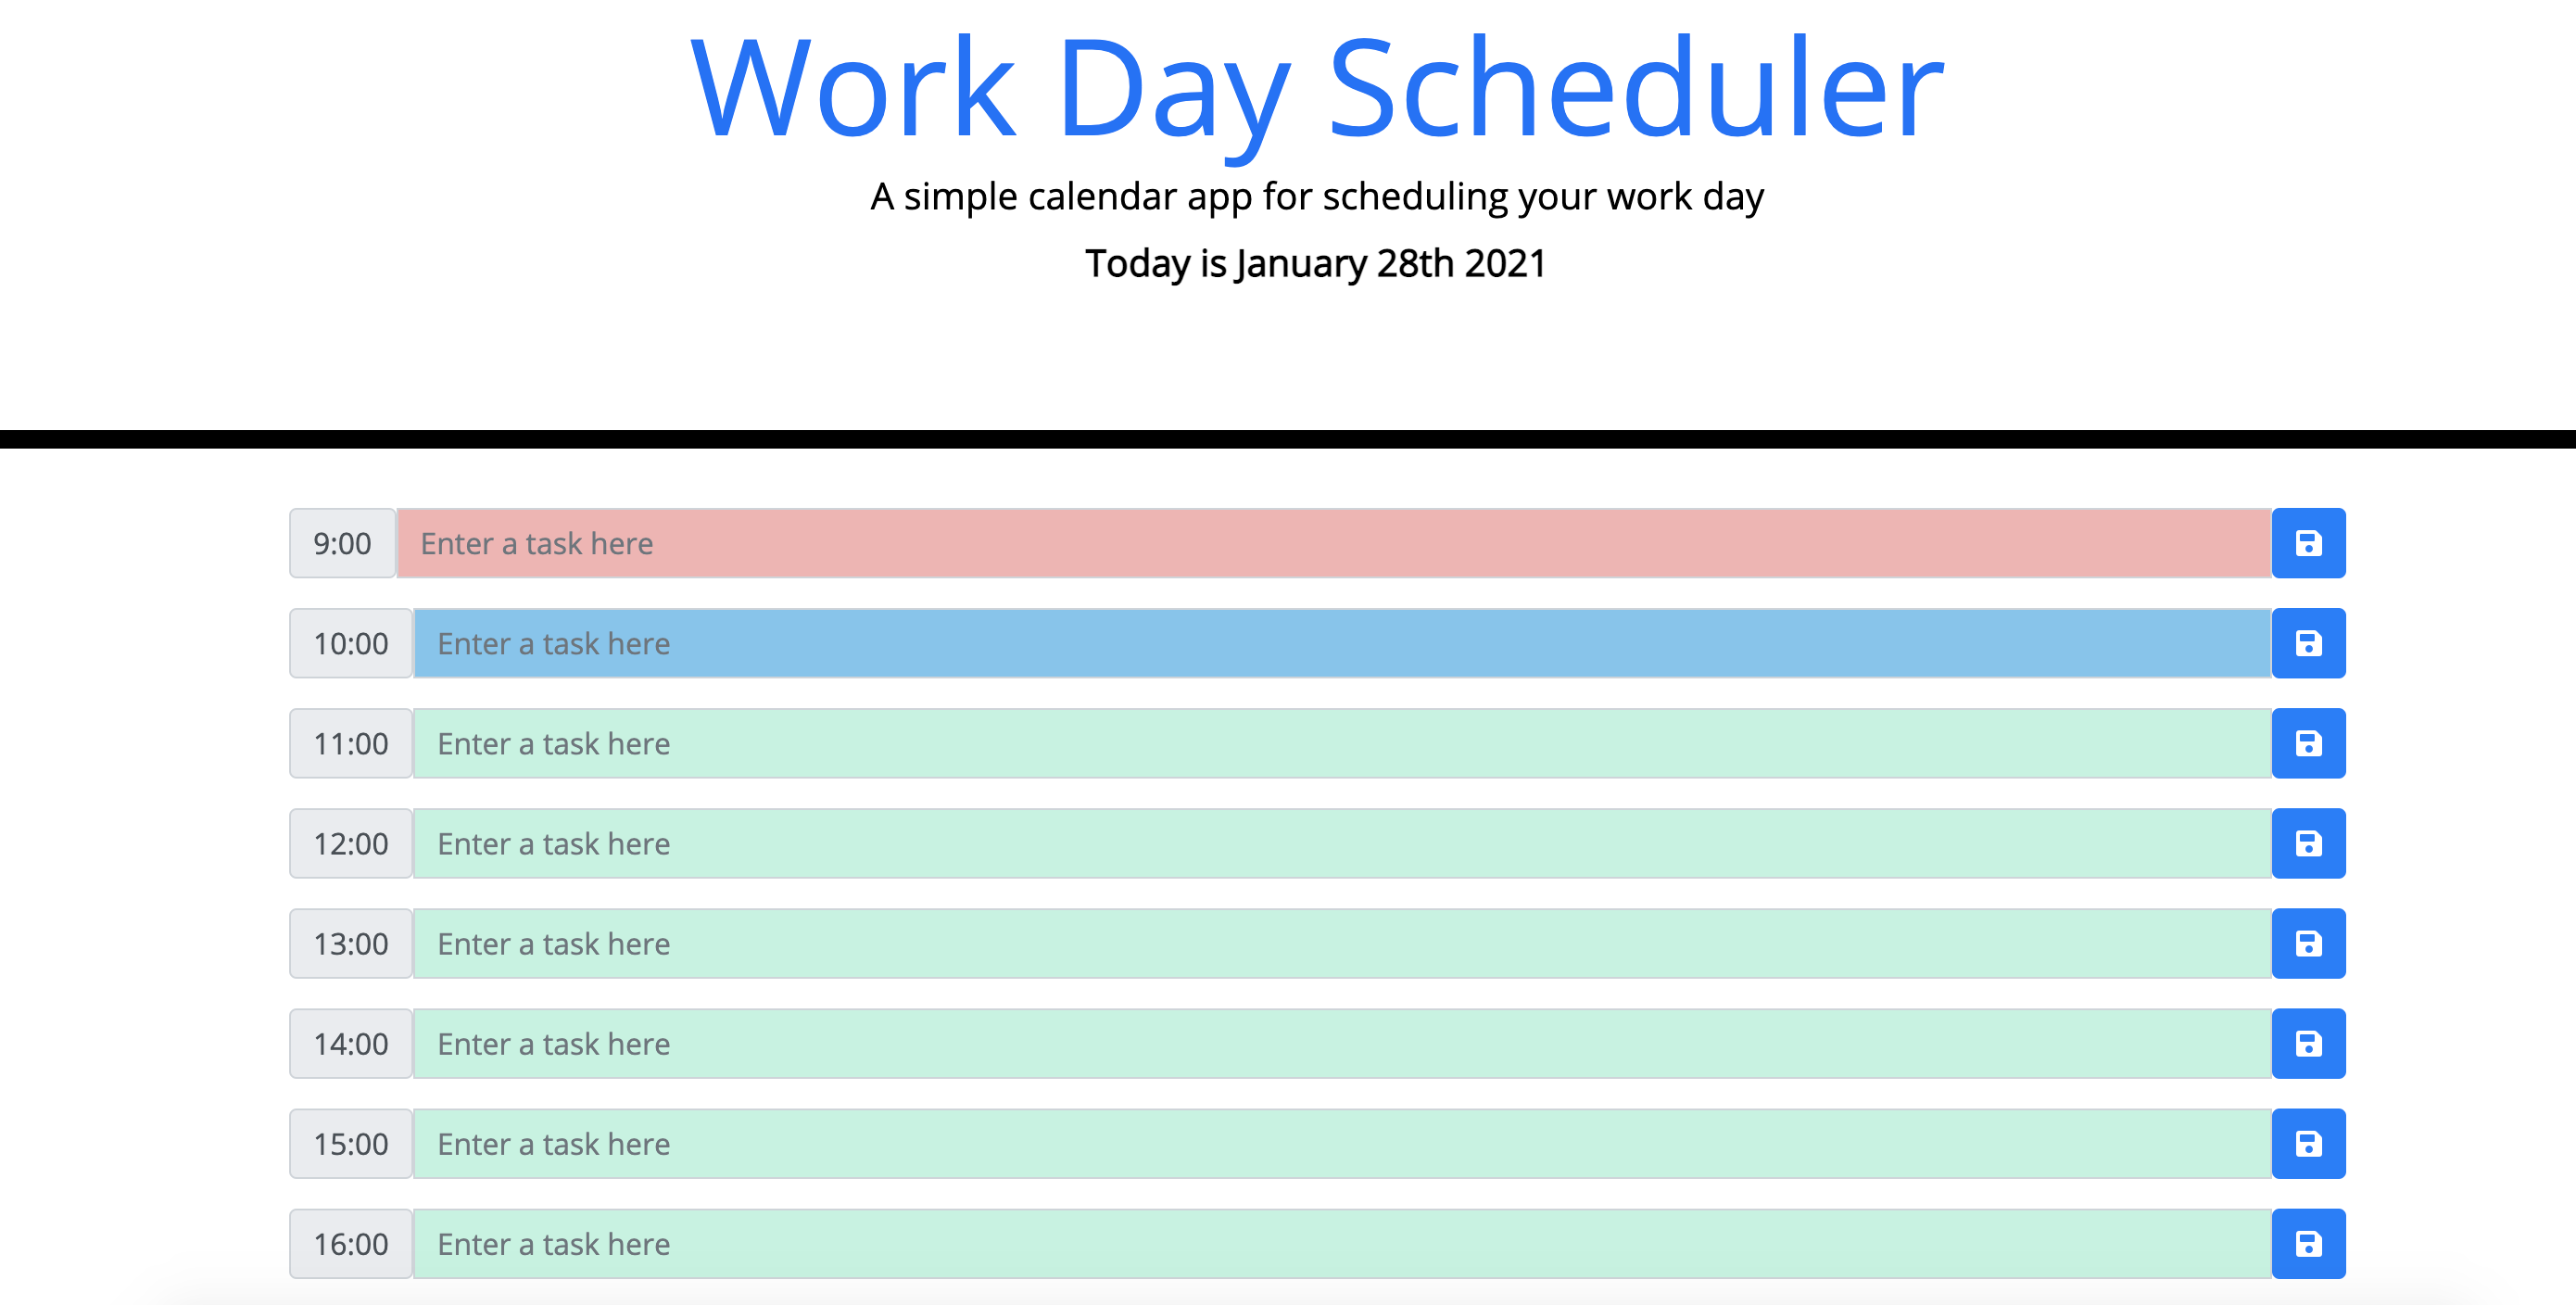 Work Day Scheduler
A simple calendar app for scheduling your work day
Today is January 28th 2021
9:00 Enter a task here
10:00 Enter a task here
11:00 Enter a task here
12:00 Enter a task here
13:00 Enter a task here
14:00 Enter a task here
15:00 Enter a task here
16:00 Enter a task here